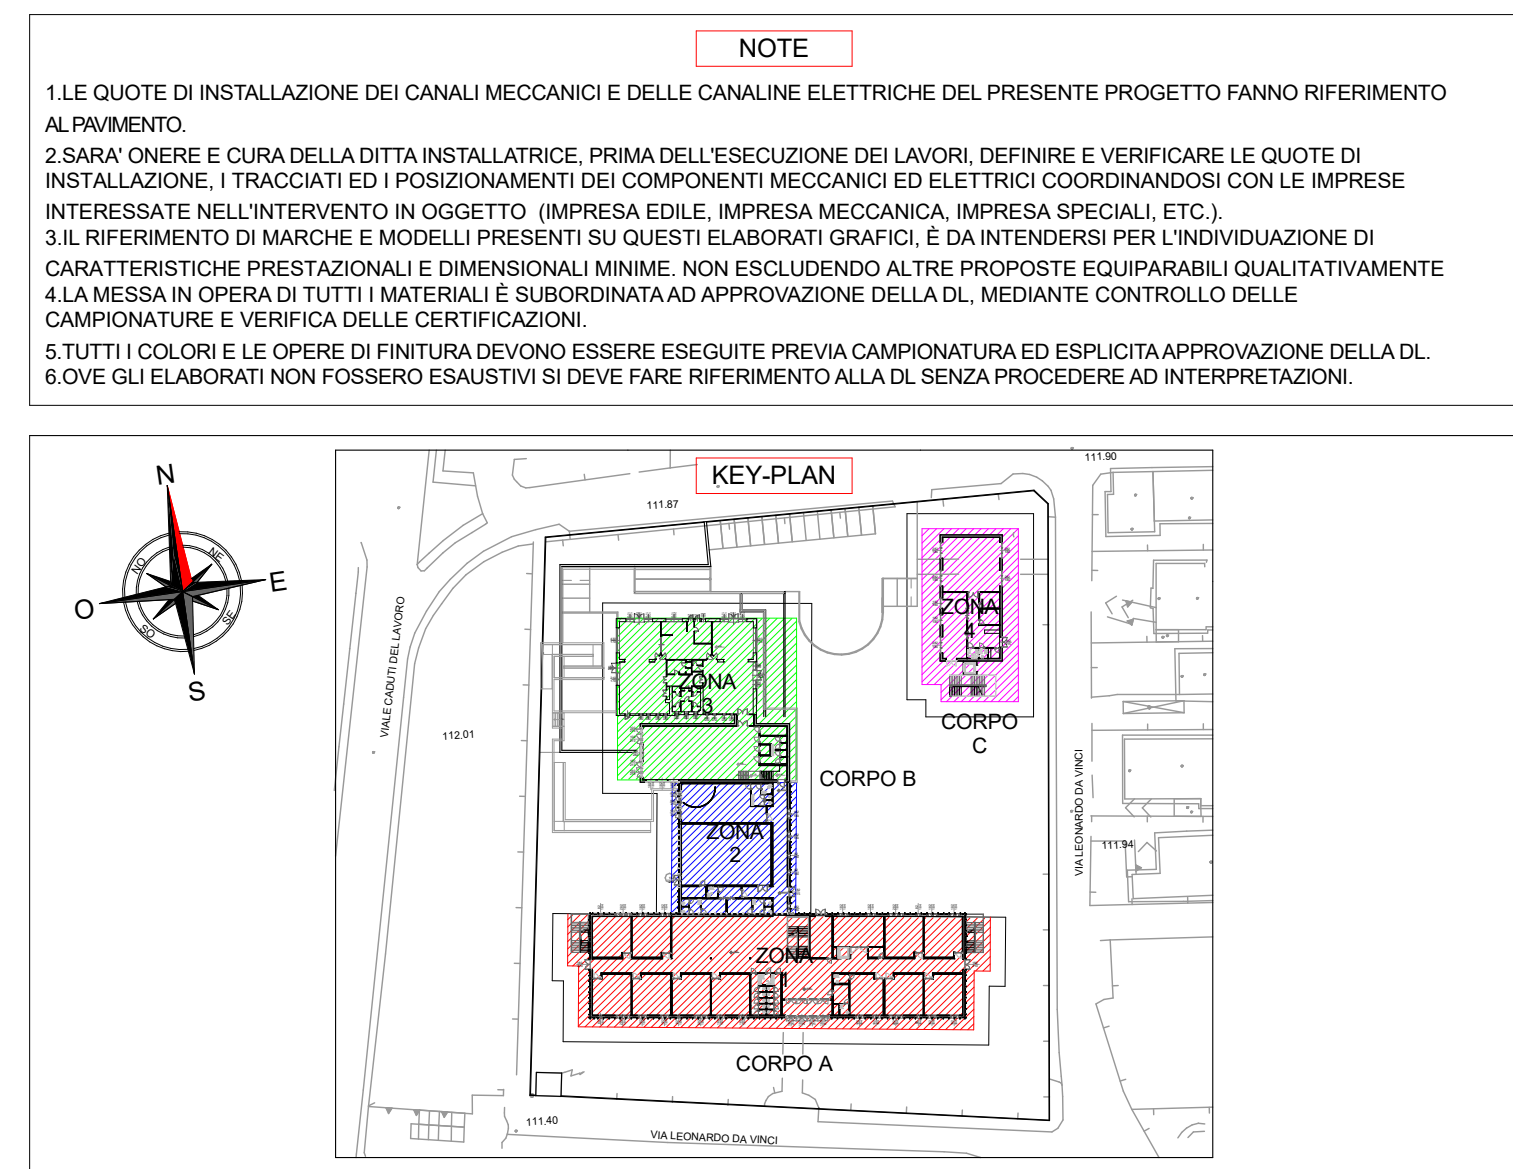 NOTE
1.LE QUOTE DI INSTALLAZIONE DEI CANALI MECCANICI E DELLE CANALINE ELETTRICHE DEL PRESENTE PROGETTO FANNO RIFERIMENTO
AL PAVIMENTO.
2.SARA' ONERE E CURA DELLA DITTA INSTALLATRICE, PRIMA DELL'ESECUZIONE DEI LAVORI, DEFINIRE E VERIFICARE LE QUOTE DI
INSTALLAZIONE, I TRACCIATI ED I POSIZIONAMENTI DEI COMPONENTI MECCANICI ED ELETTRICI COORDINANDOSI CON LE IMPRESE
INTERESSATE NELL'INTERVENTO IN OGGETTO (IMPRESA EDILE, IMPRESA MECCANICA, IMPRESA SPECIALI, ETC.).
3.IL RIFERIMENTO DI MARCHE E MODELLI PRESENTI SU QUESTI ELABORATI GRAFICI, È DA INTENDERSI PER L'INDIVIDUAZIONE DI
CARATTERISTICHE PRESTAZIONALI E DIMENSIONALI MINIME. NON ESCLUDENDO ALTRE PROPOSTE EQUIPARABILI QUALITATIVAMENTE
4.LA MESSA IN OPERA DI TUTTI I MATERIALI È SUBORDINATA AD APPROVAZIONE DELLA DL, MEDIANTE CONTROLLO DELLE
CAMPIONATURE E VERIFICA DELLE CERTIFICAZIONI.
5.TUTTI I COLORI E LE OPERE DI FINITURA DEVONO ESSERE ESEGUITE PREVIA CAMPIONATURA ED ESPLICITA APPROVAZIONE DELLA DL.
6.OVE GLI ELABORATI NON FOSSERO ESAUSTIVI SI DEVE FARE RIFERIMENTO ALLA DL SENZA PROCEDERE AD INTERPRETAZIONI.
KEY-PLAN
N
NO
NE
O
E
SO
SE
S
111.90
111.87
VIALE CADUTI DEL LAVORO
112.01
ZONA
4
ZONA
3
CORPO
C
CORPO B
VIA LEONARDO DA VINCI
ZONA
2
111.94
ZONA
CORPO A
111.40
VIA LEONARDO DA VINCI